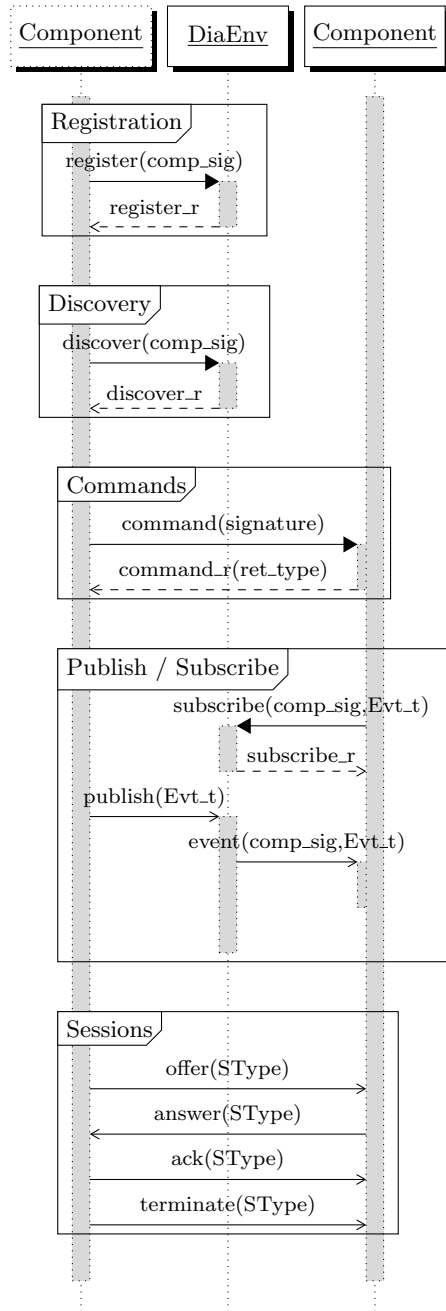 Component
DiaEnv
Component
Registration
register(comp_sig)
register_r
Discovery
discover(comp_sig)
discover_r
Commands
command(signature)
command_r(ret_type)
Publish / Subscribe
subscribe(comp_sig,Evt_t)
subscribe_r
publish(Evt_t)
event(comp_sig,Evt_t)
Sessions
offer(SType)
answer(SType)
ack(SType)
terminate(SType)